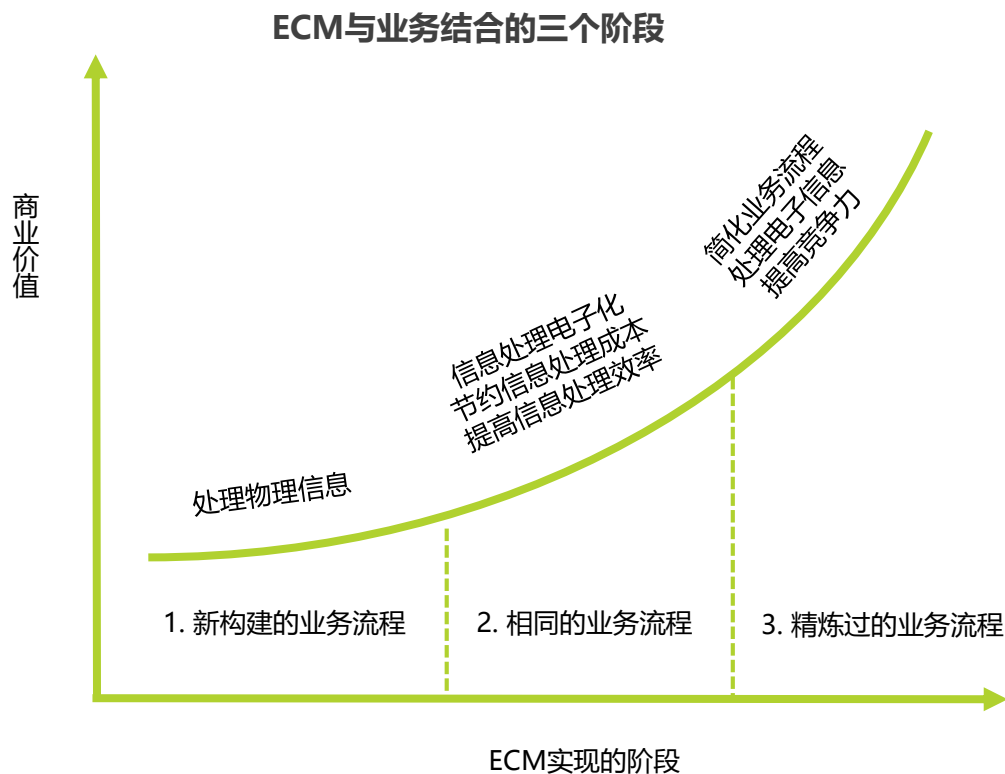 ECM与业务结合的三个阶段
商业价值
简化业务流程
处理电子信息
提高竞争力
信息处理电子化
节约信息处理成本
提高信息处理效率
处理物理信息
1. 新构建的业务流程
2. 相同的业务流程
3. 精炼过的业务流程
ECM实现的阶段